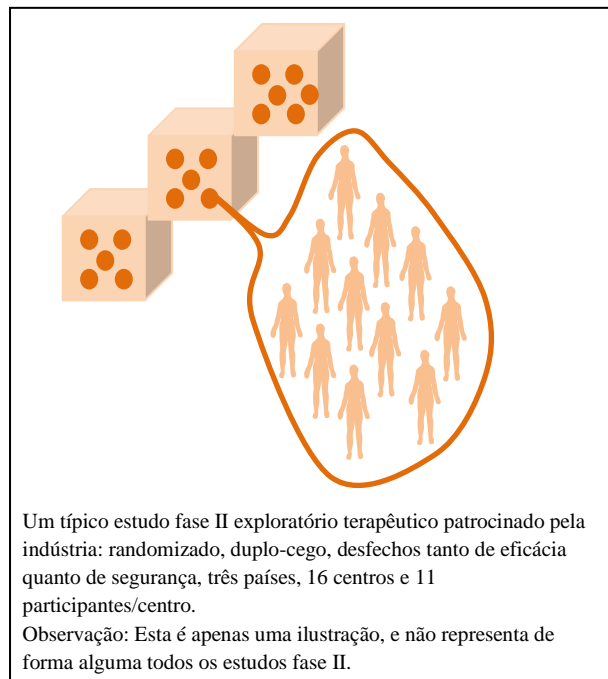 Um típico estudo fase II exploratório terapêutico patrocinado pela
indústria: randomizado, duplo-cego, desfechos tanto de eficácia
quanto de segurança, três países, 16 centros e 11
participantes/centro.
Observação: Esta é apenas uma ilustração, e não representa de
forma alguma todos os estudos fase II.